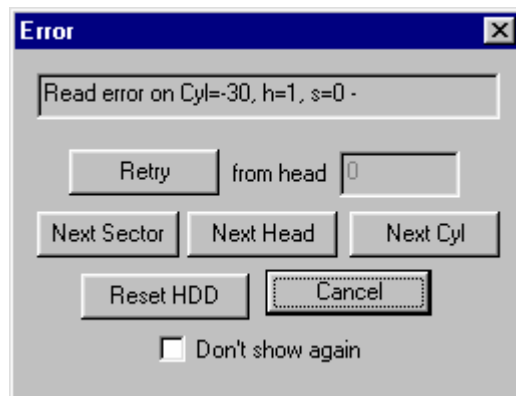 Error
Read error on Cyl=-30, h=1, s=0 -
Retry from head 0
Next Sector Next Head Next Cyl
Reset HDD Cancel
Don't show again